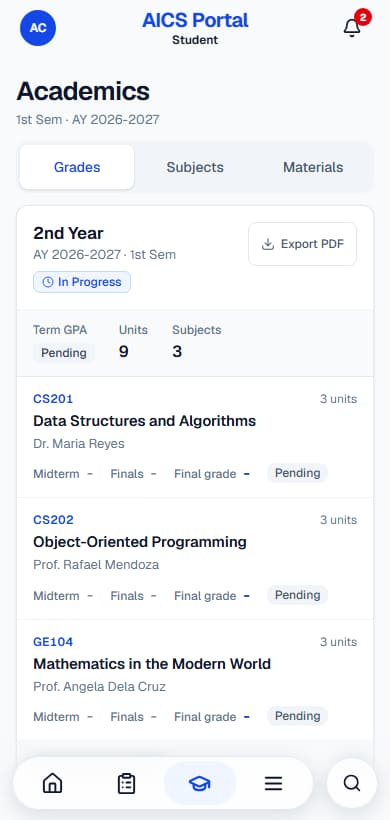 AC
AICS Portal
2
Student
Academics
1st Sem · AY 2026-2027
Grades Subjects Materials
2nd Year
AY 2026-2027 · 1st Sem
Export PDF
In Progress
Term GPA Units Subjects
Pending 9 3
CS201 3 units
Data Structures and Algorithms
Dr. Maria Reyes
Midterm - Finals - Final grade - Pending
CS202 3 units
Object-Oriented Programming
Prof. Rafael Mendoza
Midterm - Finals - Final grade - Pending
GE104 3 units
Mathematics in the Modern World
Prof. Angela Dela Cruz
Midterm - Finals - Final grade - Pending